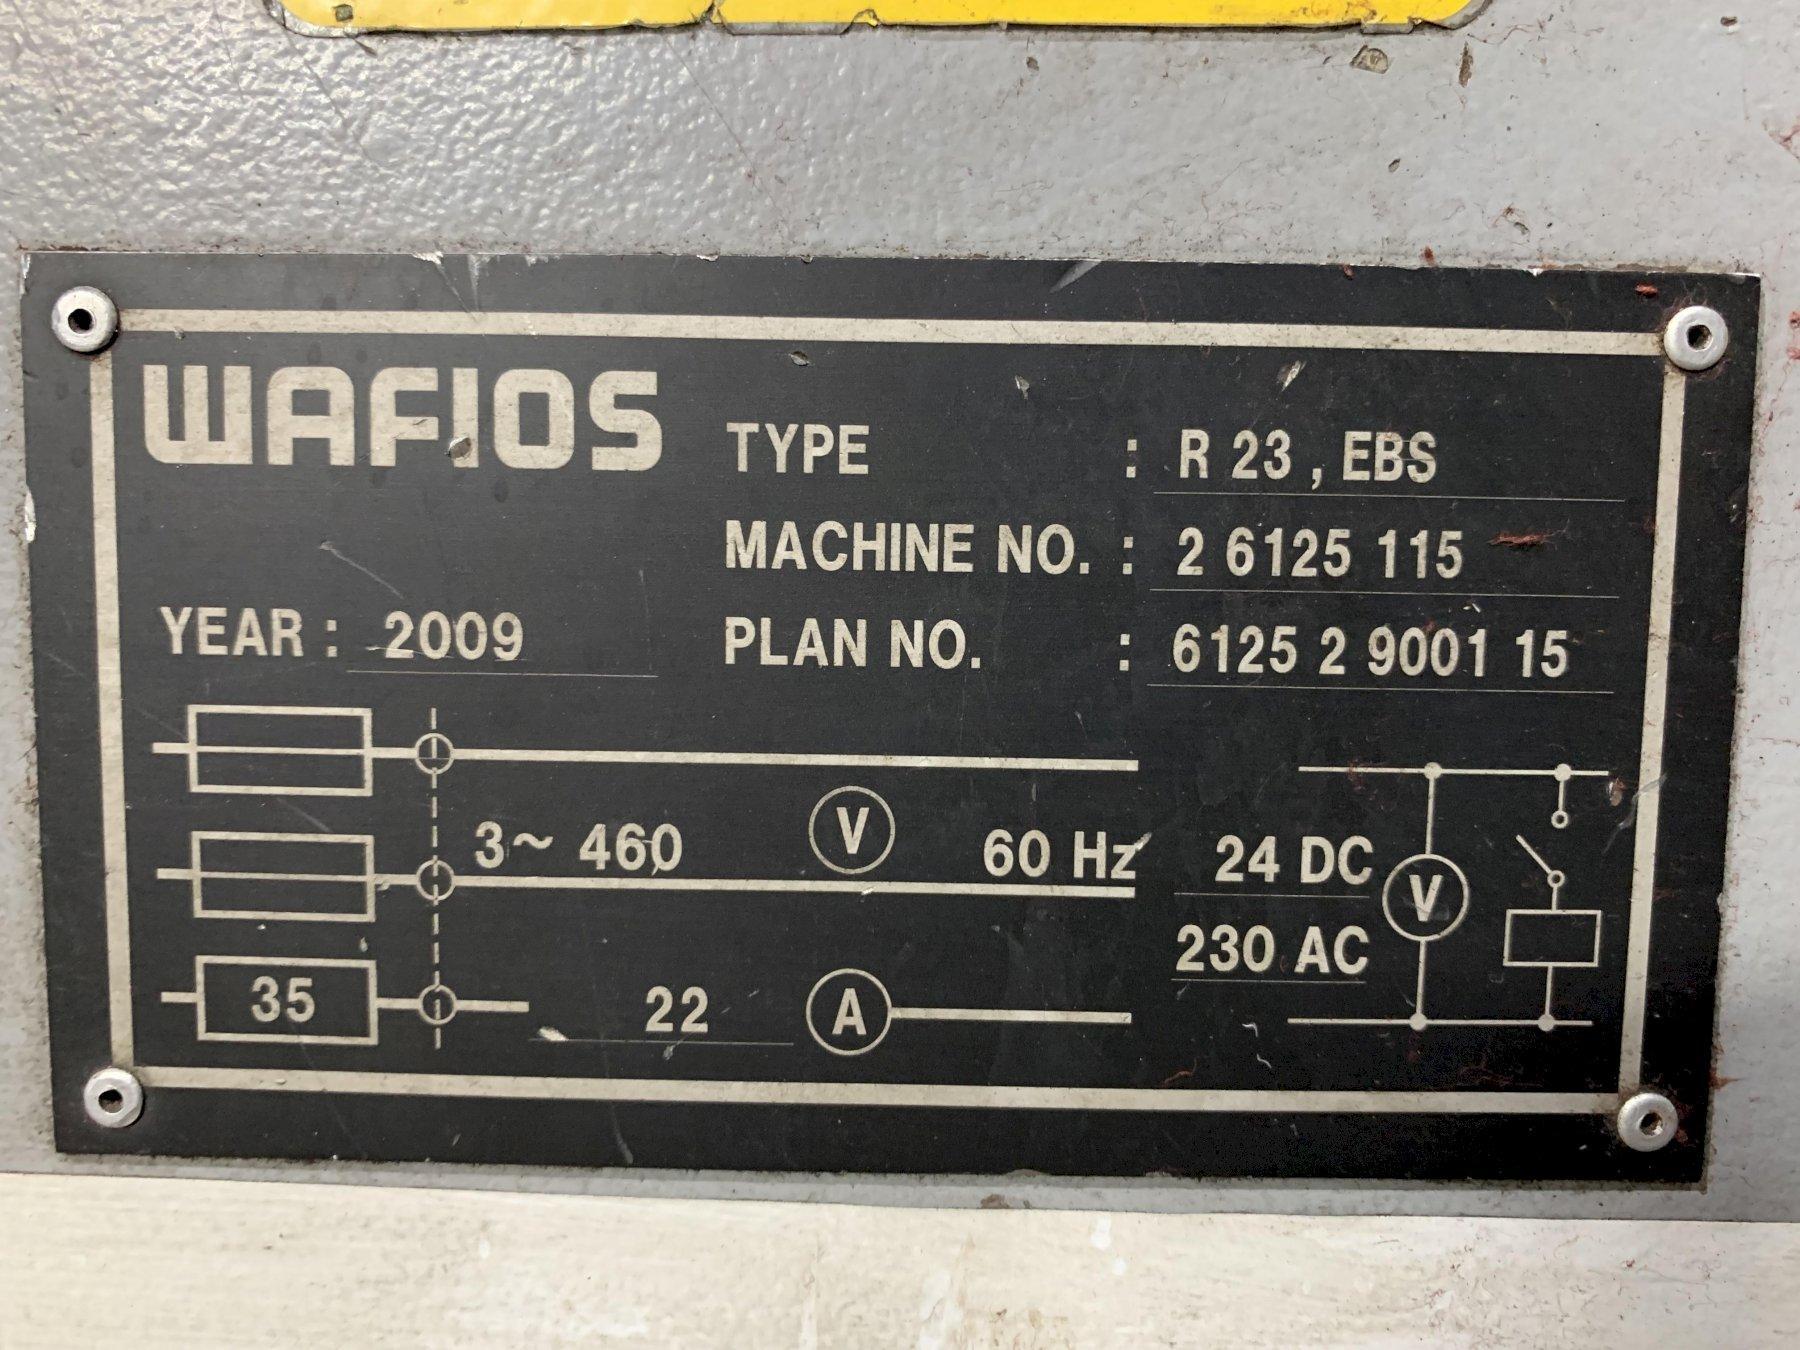 WAFIOS
TYPE : R 23 , EBS
MACHINE NO. : 2 6125 115
YEAR : 2009
PLAN NO. : 6125 2 9001 15
3~ 460 V 60 Hz
24 DC V
230 AC
35 22 A